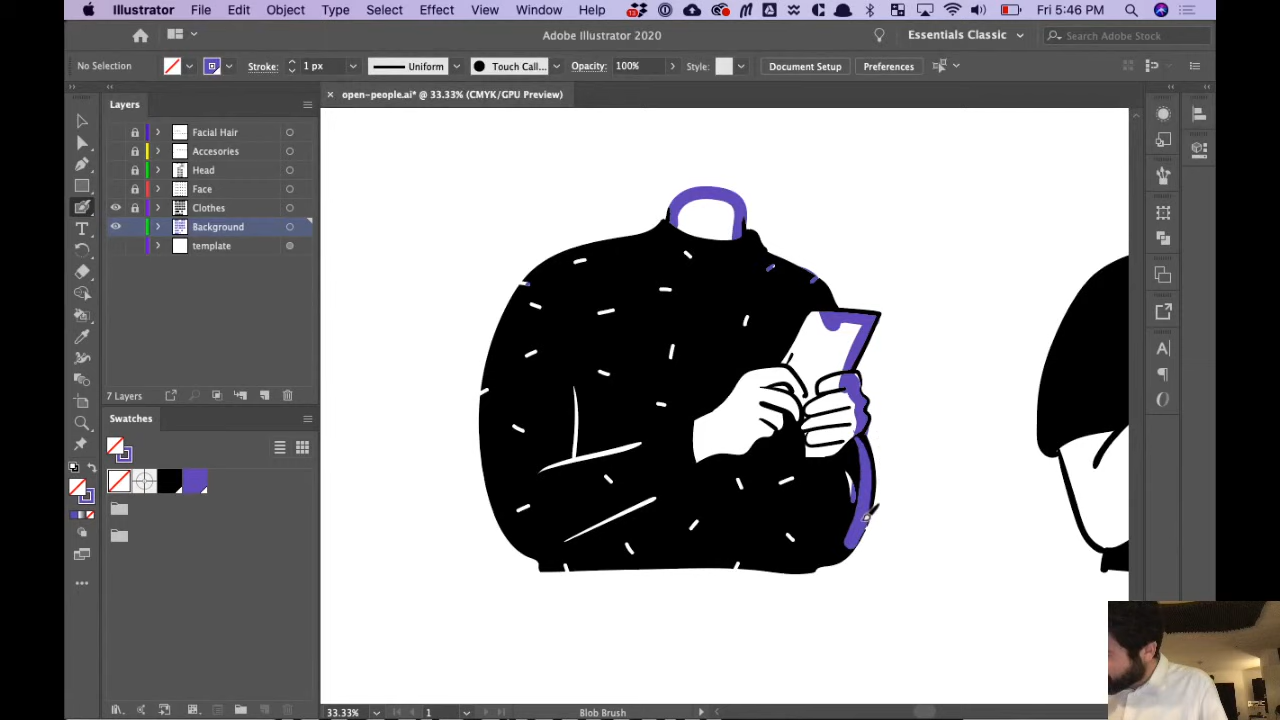 Illustrator File Edit Object Type Select Effect View Window Help Fri 5:46 PM
Adobe Illustrator 2020 Essentials Classic Search Adobe Stock
No Selection Stroke: 1 px Uniform Touch Call... Opacity: 100% Style: Document Setup Preferences
Layers
× open-people.ai* @ 33.33% (CMYK/GPU Preview)
Facial Hair
Accesories
Head
Face
Clothes
Background
template
7 Layers
Swatches
33.33% 1 Blob Brush